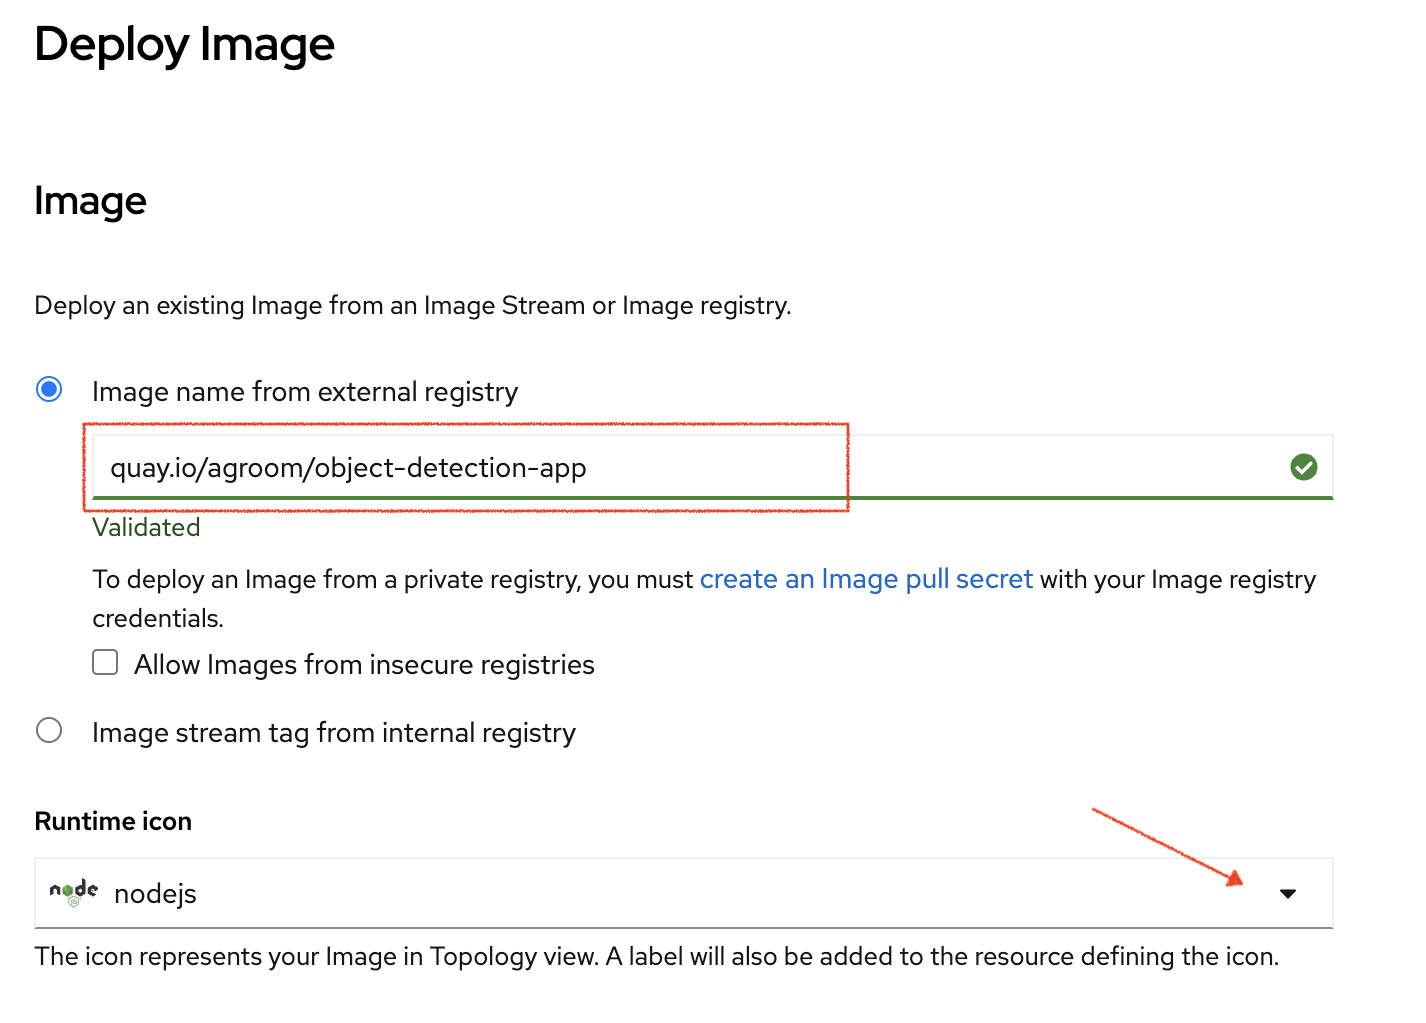 Deploy Image
Image
Deploy an existing Image from an Image Stream or Image registry.
Image name from external registry
quay.io/agroom/object-detection-app
Validated
To deploy an Image from a private registry, you must create an Image pull secret with your Image registry
credentials.
Allow Images from insecure registries
Image stream tag from internal registry
Runtime icon
node JS nodejs
The icon represents your Image in Topology view. A label will also be added to the resource defining the icon.